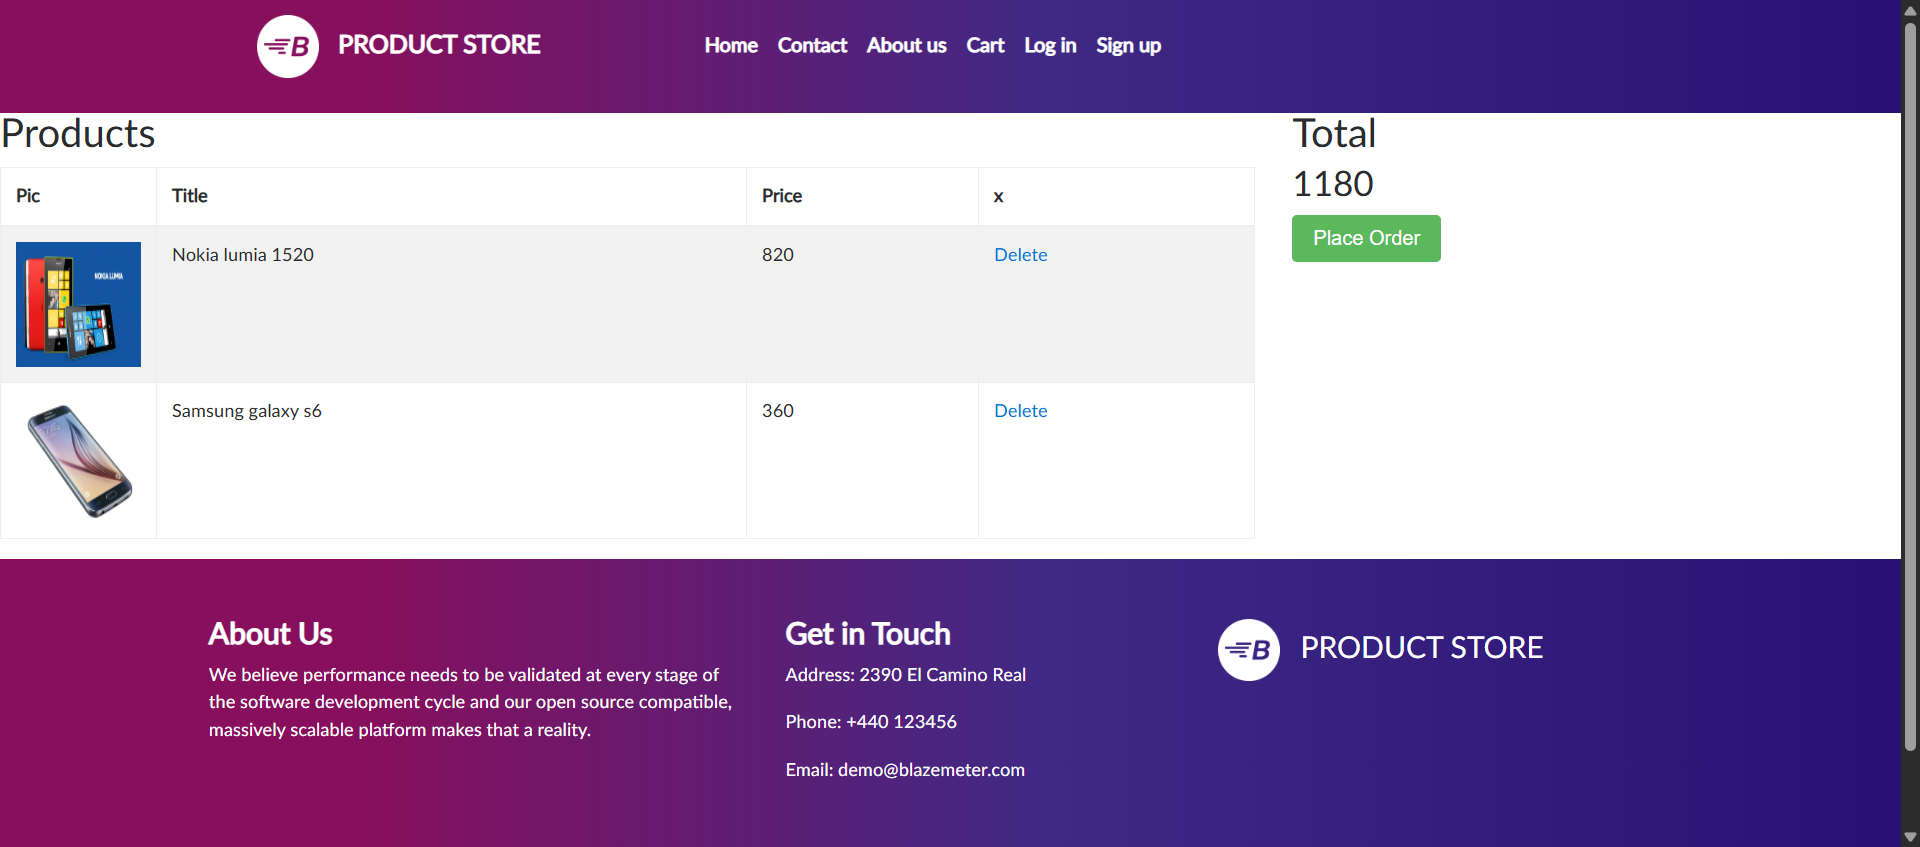 B PRODUCT STORE
Home Contact About us Cart Log in Sign up
Products
Pic Title Price x
NOKIA LUMIA
Nokia lumia 1520 820 Delete
Samsung galaxy s6 360 Delete
Total
1180
Place Order
About Us
We believe performance needs to be validated at every stage of
the software development cycle and our open source compatible,
massively scalable platform makes that a reality.
Get in Touch
Address: 2390 El Camino Real
Phone: +440 123456
Email: demo@blazemeter.com
B PRODUCT STORE